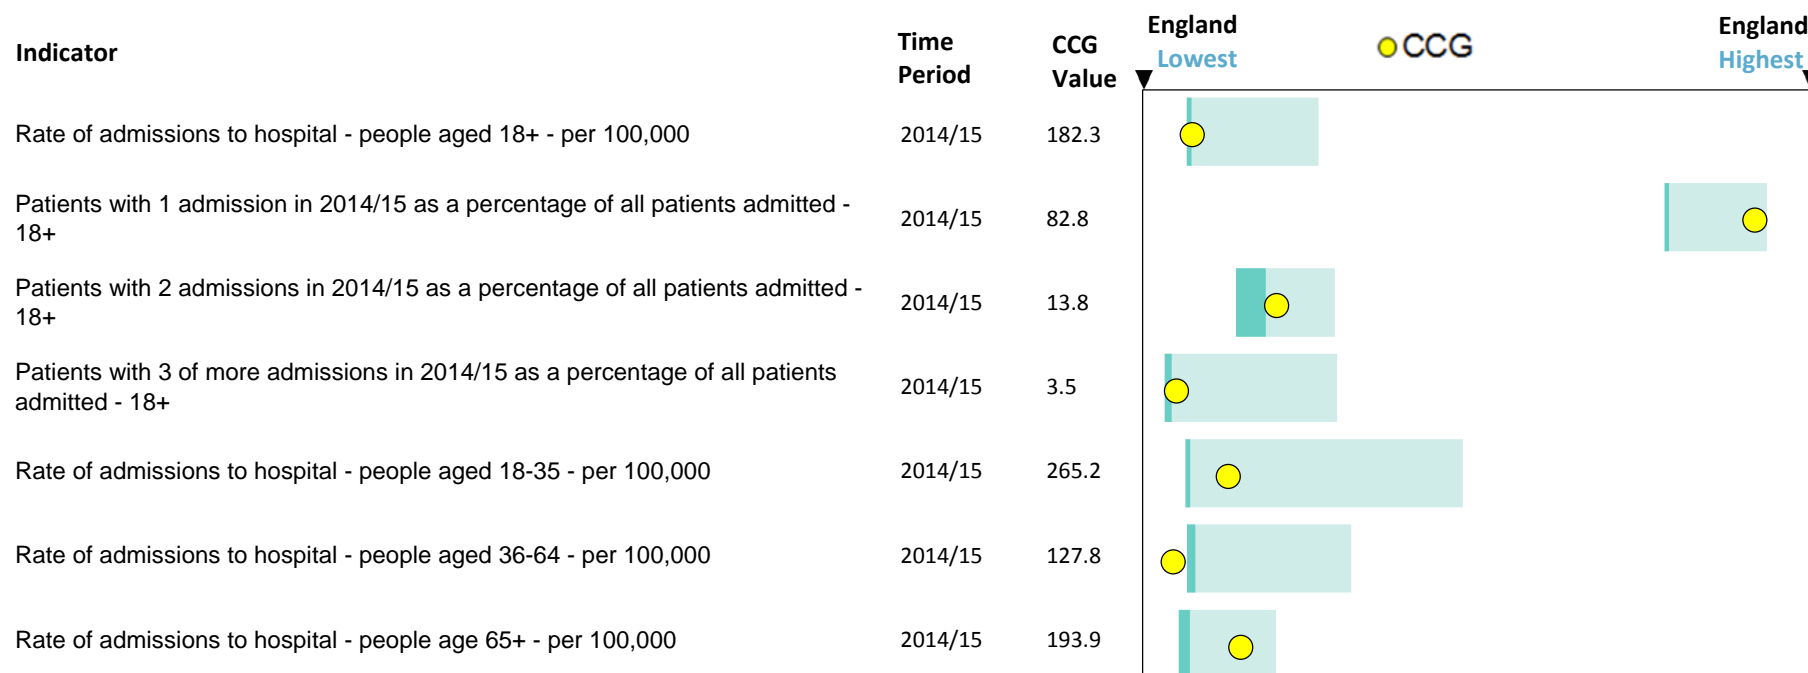 Indicator
Time Period
CCG Value
England Lowest
CCG
England Highest
Rate of admissions to hospital - people aged 18+ - per 100,000 2014/15 182.3
Patients with 1 admission in 2014/15 as a percentage of all patients admitted -
18+
2014/15 82.8
Patients with 2 admissions in 2014/15 as a percentage of all patients admitted -
18+
2014/15 13.8
Patients with 3 of more admissions in 2014/15 as a percentage of all patients
admitted - 18+
2014/15 3.5
Rate of admissions to hospital - people aged 18-35 - per 100,000 2014/15 265.2
Rate of admissions to hospital - people aged 36-64 - per 100,000 2014/15 127.8
Rate of admissions to hospital - people age 65+ - per 100,000 2014/15 193.9